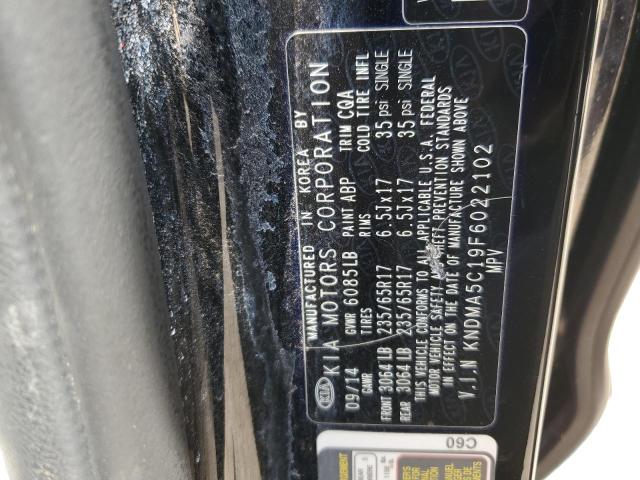 MANUFACTURED IN KOREA BY
KIA KIA MOTORS CORPORATION
09/14 GVWR 6085LB PAINT ABP TRIM CQA
GAWR TIRES RIMS COLD TIRE INFL
FRONT 3064LB 235/65R17 6.5Jx17 35psi SINGLE
REAR 3064LB 235/65R17 6.5Jx17 35psi SINGLE
THIS VEHICLE CONFORMS TO ALL APPLICABLE U.S.A. FEDERAL
MOTOR VEHICLE SAFETY AND THEFT PREVENTION STANDARDS
IN EFFECT ON THE DATE OF MANUFACTURE SHOWN ABOVE
V.I.N KNDMA5C19F6022102
MPV
C60